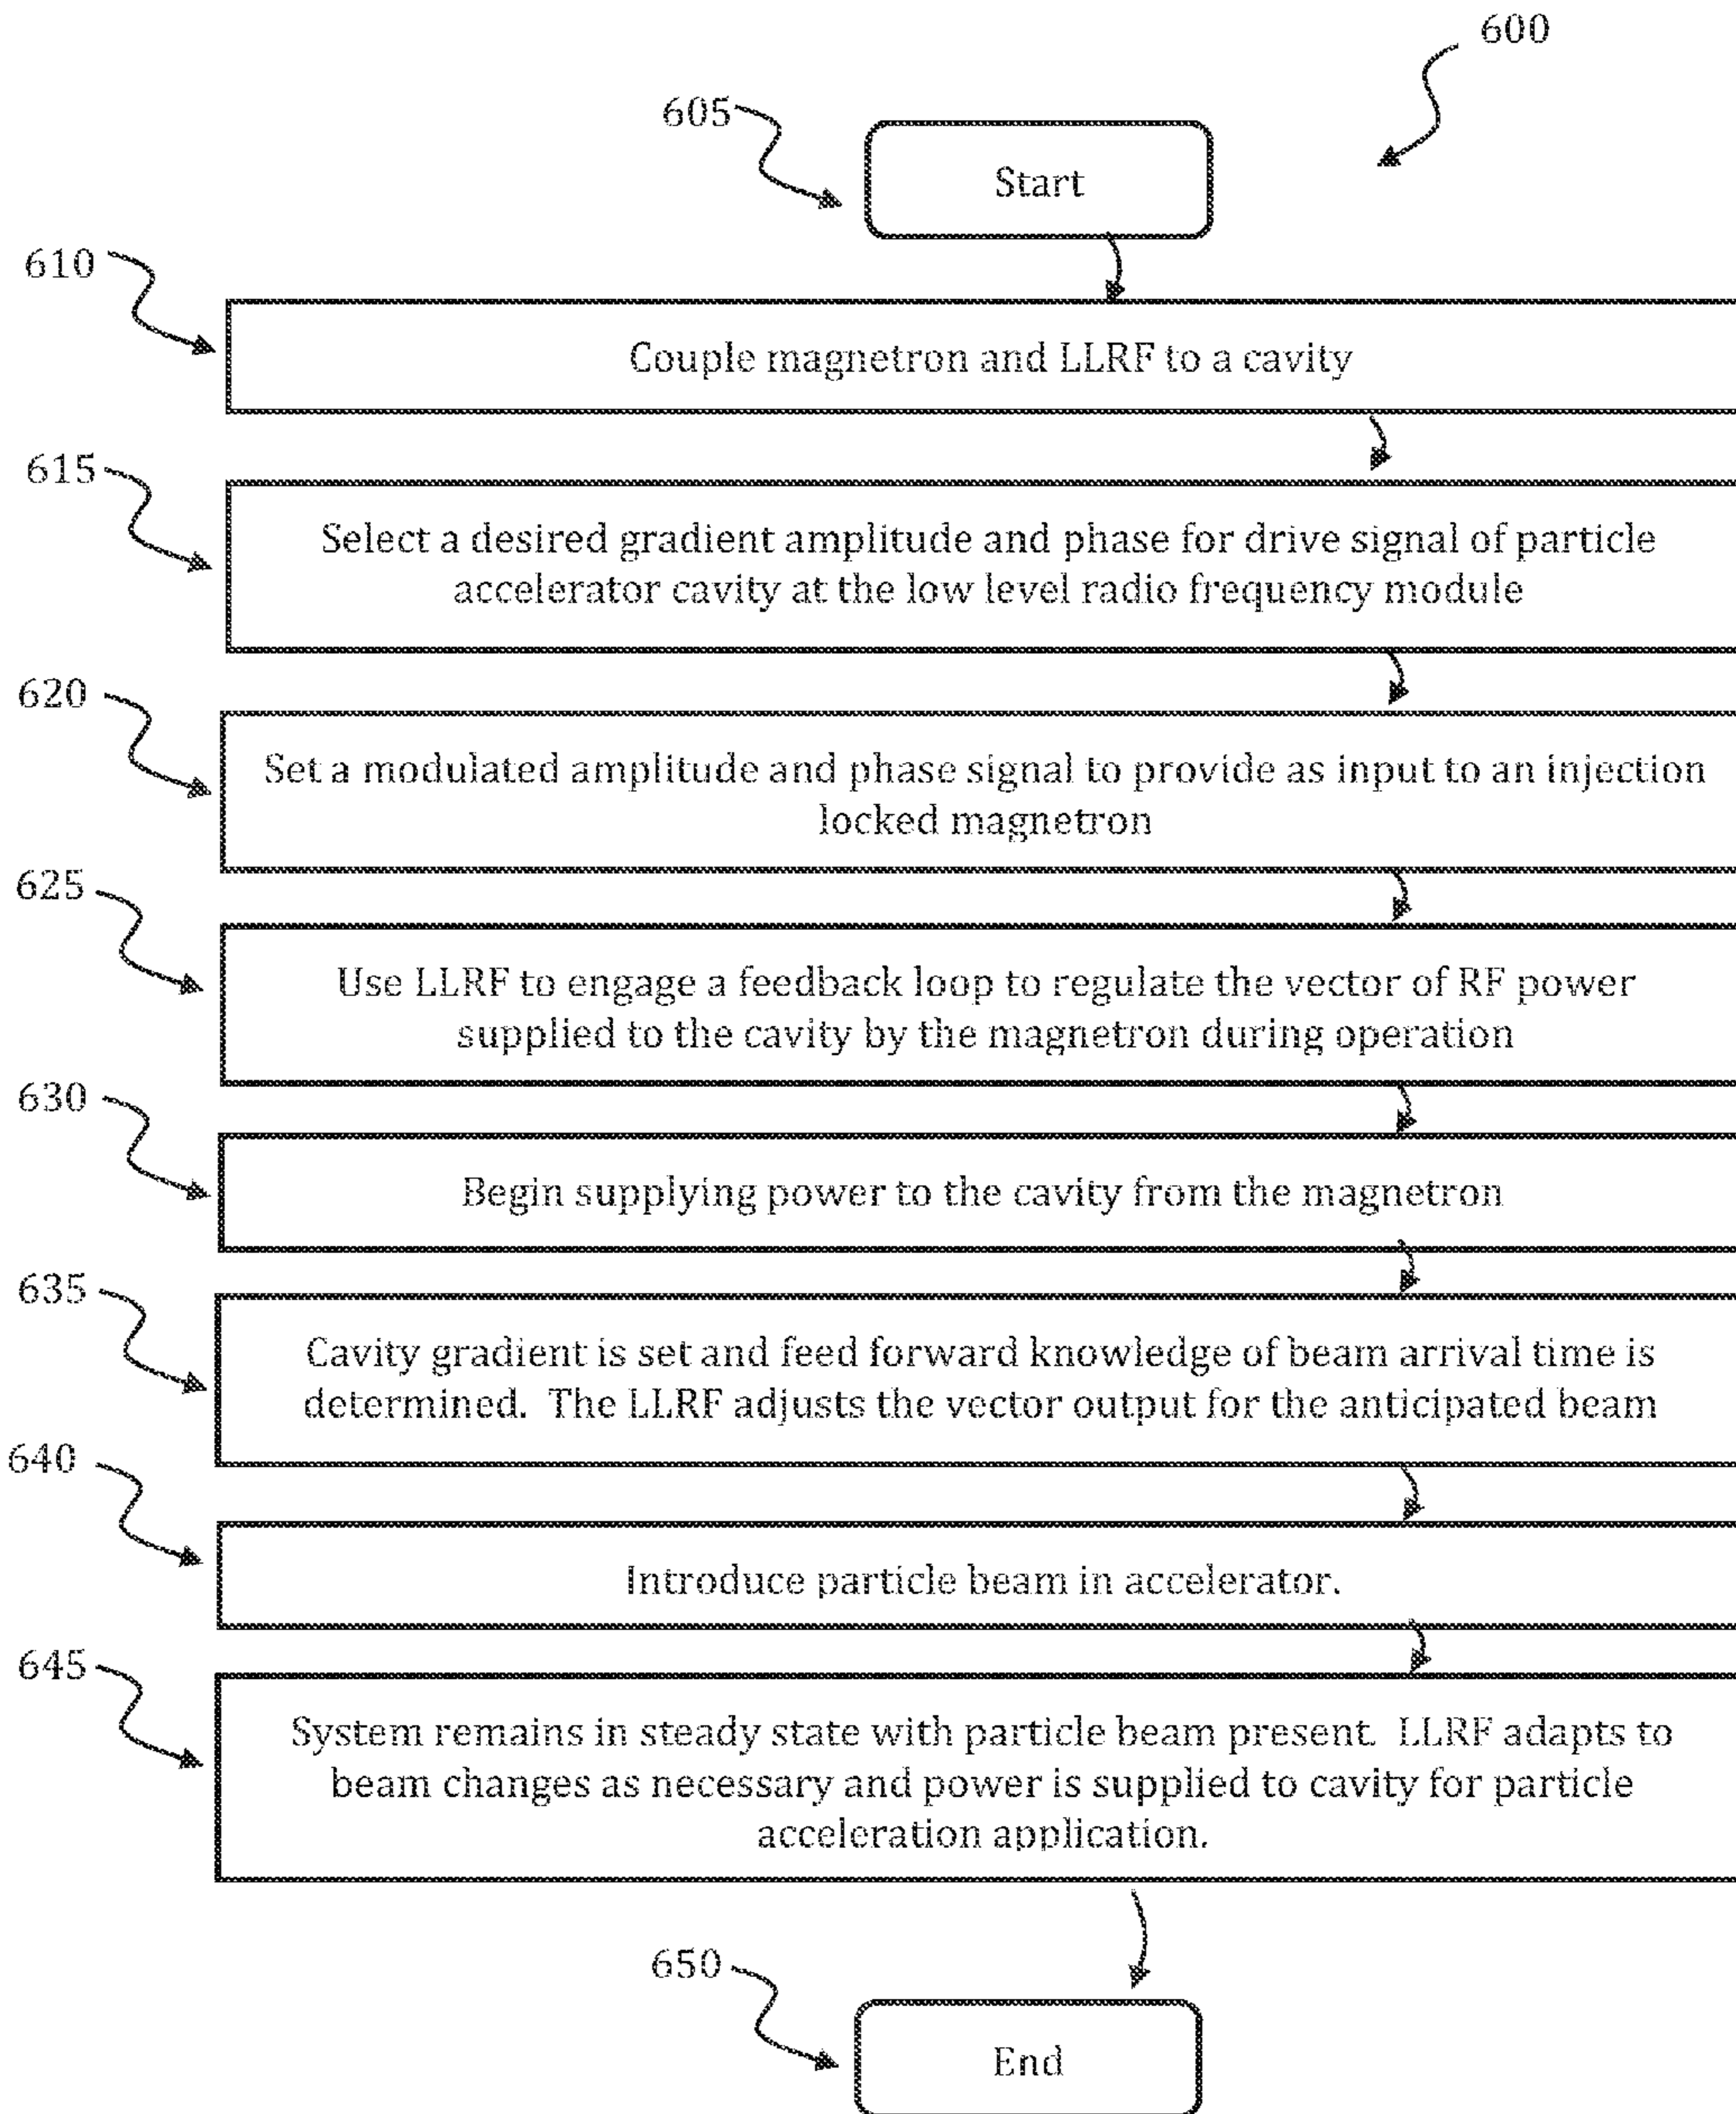 600
605
Start
610
Couple magnetron and LLRF to a cavity
615
Select a desired gradient amplitude and phase for drive signal of particle
accelerator cavity at the low level radio frequency module
620
Set a modulated amplitude and phase signal to provide as input to an injection
locked magnetron
625
Use LLRF to engage a feedback loop to regulate the vector of RF power
supplied to the cavity by the magnetron during operation
630
Begin supplying power to the cavity from the magnetron
635
Cavity gradient is set and feed forward knowledge of beam arrival time is
determined. The LLRF adjusts the vector output for the anticipated beam
640
Introduce particle beam in accelerator.
645
System remains in steady state with particle beam present. LLRF adapts to
beam changes as necessary and power is supplied to cavity for particle
acceleration application.
650
End